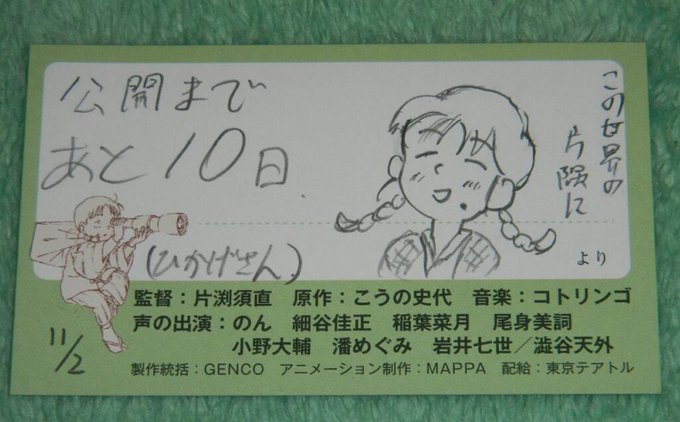 公開まで
あと10日
(ひかげさん)
この世界の
片隅に
より
監督:片渕須直 原作:こうの史代 音楽:コトリンゴ
声の出演:のん 細谷佳正 稲葉菜月 尾身美詞
小野大輔 潘めぐみ 岩井七世/澁谷天外
製作統括:GENCO アニメーション制作:MAPPA 配給:東京テアトル
11/2